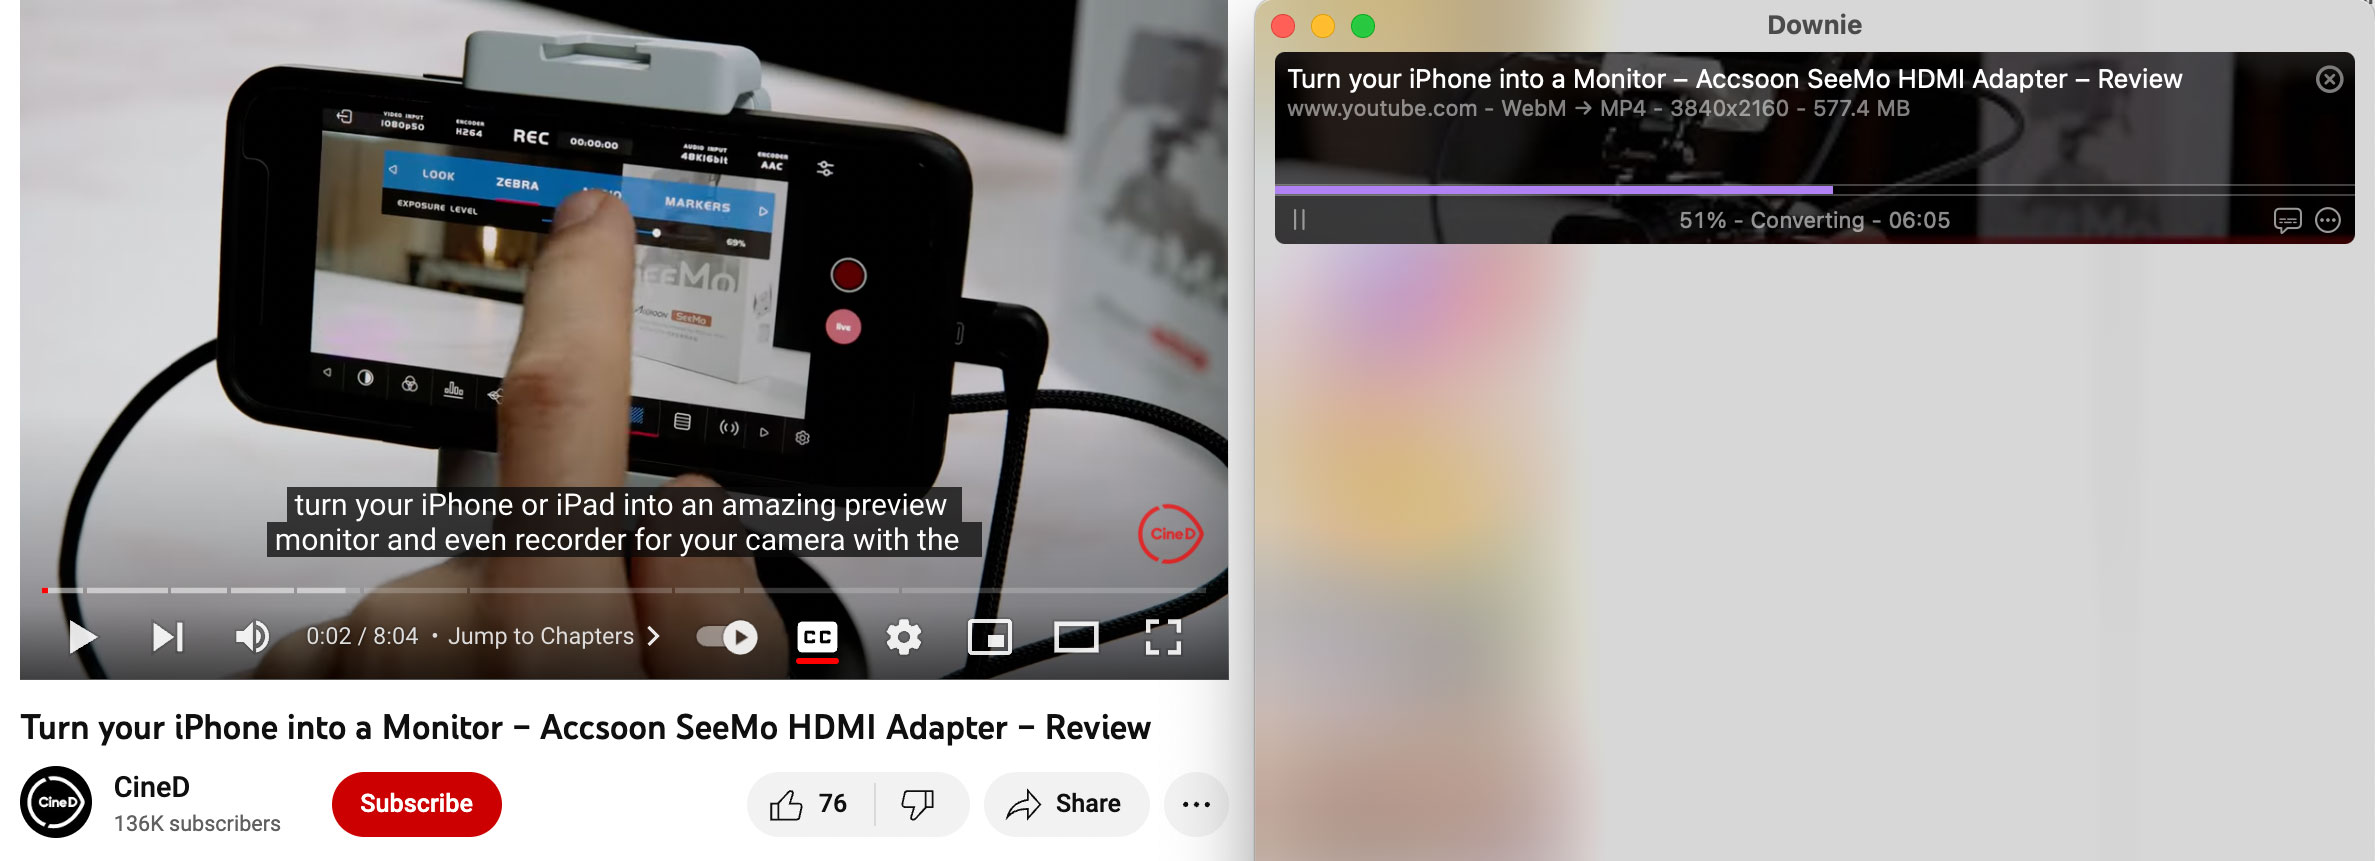 VIDEO INPUT
1080p50
ENCODER
H264
REC
00:00:00
AUDIO INPUT
48K16bit
ENCODER
AAC
LOOK
ZEBRA
MARKERS
EXPOSURE LEVEL
69%
SeeMo
live
ACCSOON SeeMo
turn your iPhone or iPad into an amazing preview
monitor and even recorder for your camera with the
CineD
0:02 / 8:04 • Jump to Chapters
CC
Turn your iPhone into a Monitor – Accsoon SeeMo HDMI Adapter – Review
CineD
CineD
136K subscribers
Subscribe
76
Share
Downie
Turn your iPhone into a Monitor – Accsoon SeeMo HDMI Adapter – Review
www.youtube.com - WebM → MP4 - 3840x2160 - 577.4 MB
51% - Converting - 06:05